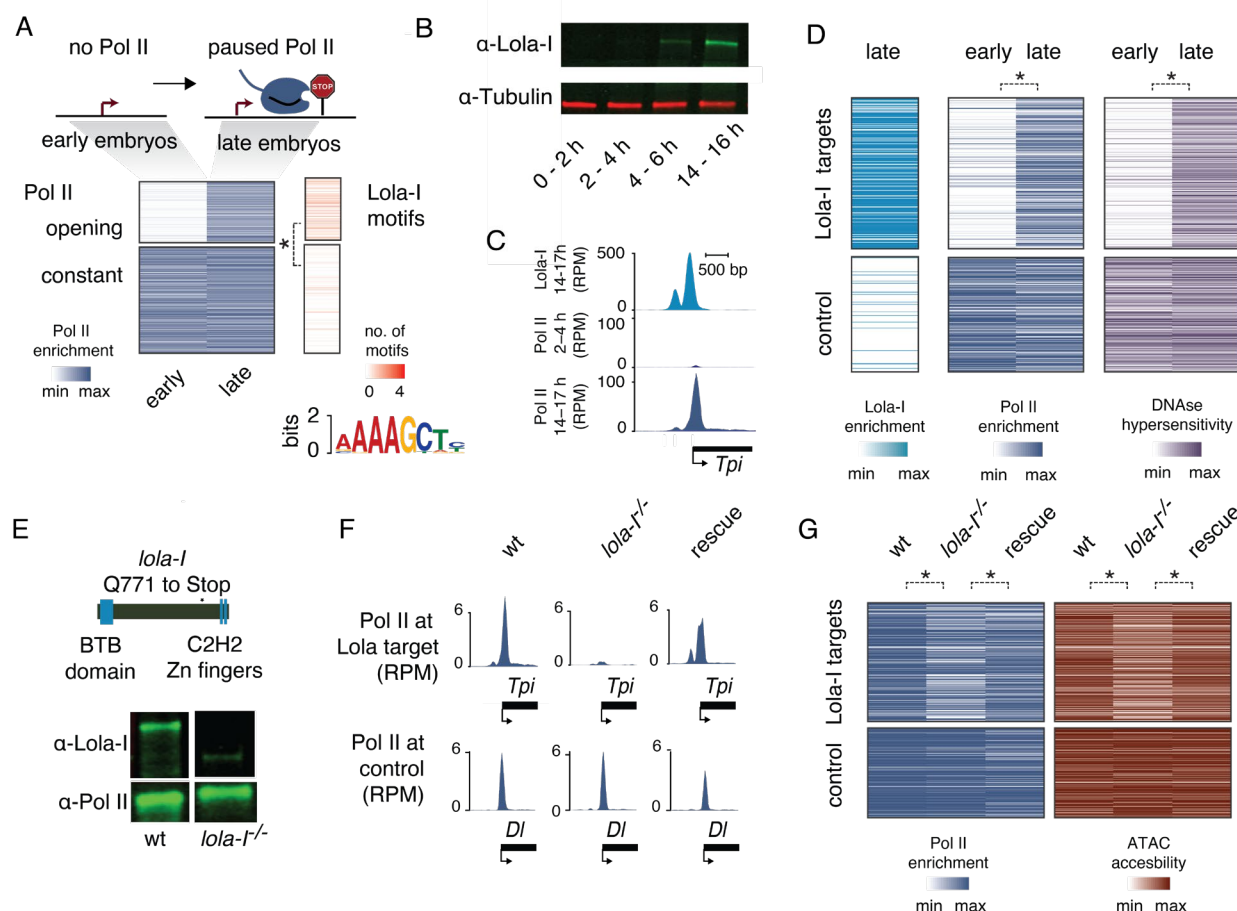 A
no Pol II
paused Pol II
STOP
early embryos
late embryos
Pol II
opening
constant
*
Lola-I
motifs
Pol II
enrichment
min max
early
late
no. of
motifs
0 4
bits
2
0
AAAAGCTC
B
α-Lola-I
α-Tubulin
0 - 2 h
2 - 4 h
4 - 6 h
14 - 16 h
C
Lola-I
14-17h
(RPM)
500
0
500 bp
Pol II
2–4 h
(RPM)
100
0
Pol II
14–17 h
(RPM)
100
0
Tpi
D
late
early late
*
early late
*
Lola-I targets
control
Lola-I
enrichment
min max
Pol II
enrichment
min max
DNAse
hypersensitivity
min max
E
lola-I
Q771 to Stop
BTB
domain
C2H2
Zn fingers
α-Lola-I
α-Pol II
wt
lola-I-/-
F
wt
lola-I-/-
rescue
Pol II at
Lola target
(RPM)
6
0
6
0
6
0
Tpi
Tpi
Tpi
Pol II at
control
(RPM)
6
0
6
0
6
0
Dl
Dl
Dl
G
wt
lola-I-/-
rescue
wt
lola-I-/-
rescue
* *
* *
Lola-I targets
control
Pol II
enrichment
min max
ATAC
accesbility
min max